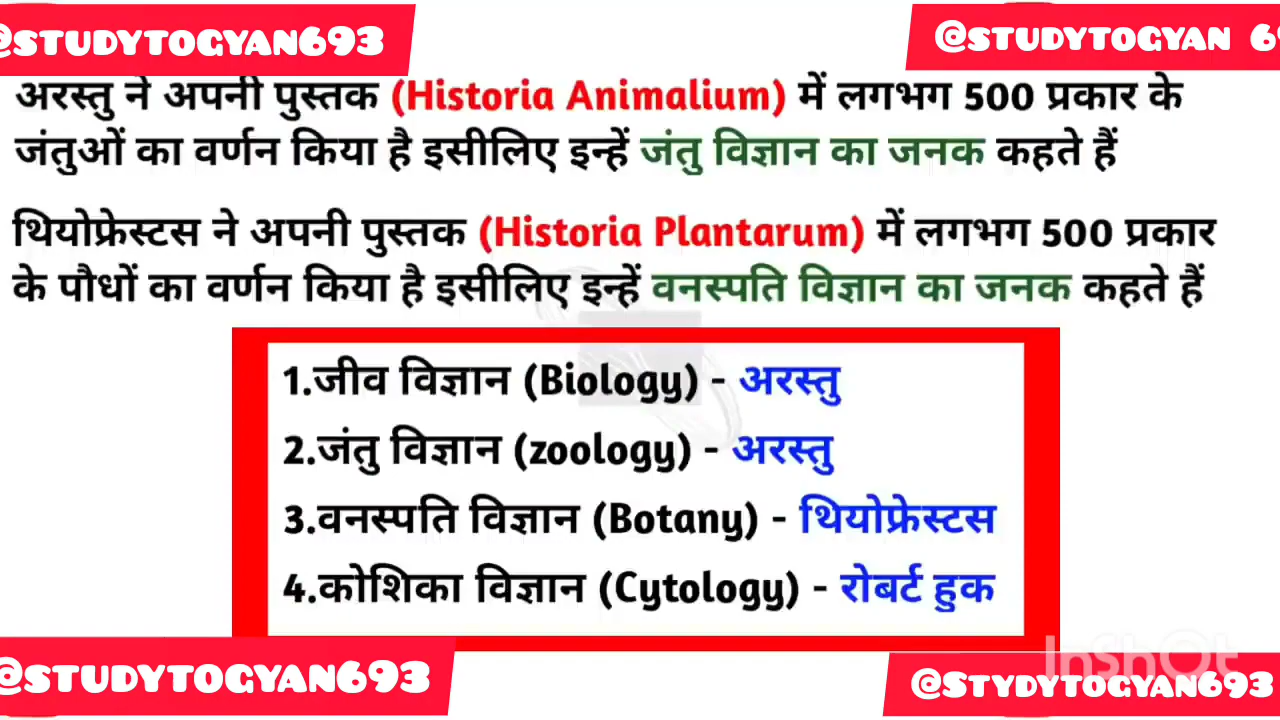 @STUDYTOGYAN693
@STUDYTOGYAN 69
अरस्तु ने अपनी पुस्तक (Historia Animalium) में लगभग 500 प्रकार के
जंतुओं का वर्णन किया है इसीलिए इन्हें जंतु विज्ञान का जनक कहते हैं
थियोफ्रेस्टस ने अपनी पुस्तक (Historia Plantarum) में लगभग 500 प्रकार
के पौधों का वर्णन किया है इसीलिए इन्हें वनस्पति विज्ञान का जनक कहते हैं
1.जीव विज्ञान (Biology) - अरस्तु
2.जंतु विज्ञान (zoology) - अरस्तु
3.वनस्पति विज्ञान (Botany) - थियोफ्रेस्टस
4.कोशिका विज्ञान (Cytology) - रोबर्ट हुक
InShOt
@STUDYTOGYAN693
@STYDYTOGYAN693